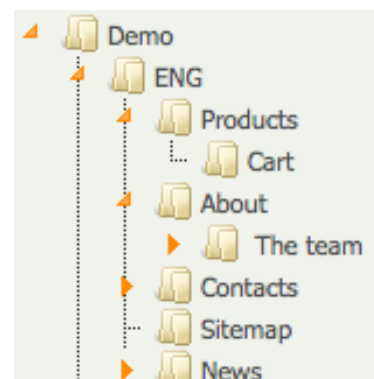 Demo
ENG
Products
Cart
About
The team
Contacts
Sitemap
News